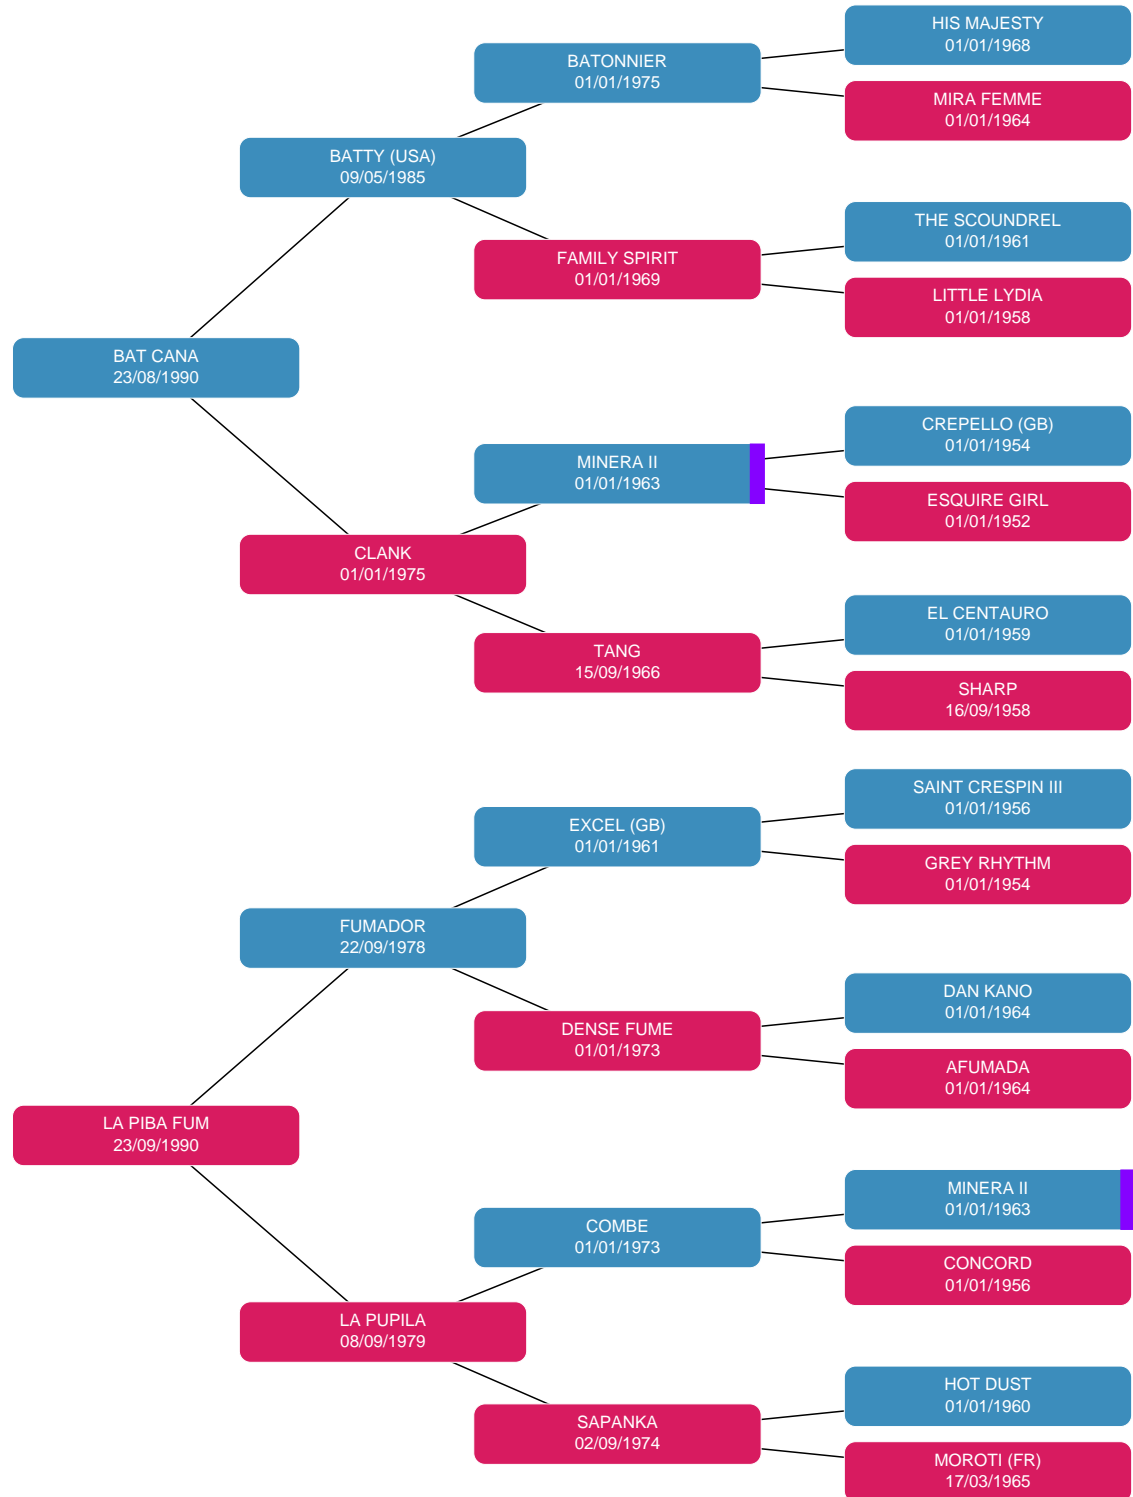 HIS MAJESTY
01/01/1968
BATONNIER
01/01/1975
MIRA FEMME
01/01/1964
BATTY (USA)
09/05/1985
THE SCOUNDREL
01/01/1961
FAMILY SPIRIT
01/01/1969
LITTLE LYDIA
01/01/1958
BAT CANA
23/08/1990
CREPELLO (GB)
01/01/1954
MINERA II
01/01/1963
ESQUIRE GIRL
01/01/1952
CLANK
01/01/1975
EL CENTAURO
01/01/1959
TANG
15/09/1966
SHARP
16/09/1958
SAINT CRESPIN III
01/01/1956
EXCEL (GB)
01/01/1961
GREY RHYTHM
01/01/1954
FUMADOR
22/09/1978
DAN KANO
01/01/1964
DENSE FUME
01/01/1973
AFUMADA
01/01/1964
LA PIBA FUM
23/09/1990
MINERA II
01/01/1963
COMBE
01/01/1973
CONCORD
01/01/1956
LA PUPILA
08/09/1979
HOT DUST
01/01/1960
SAPANKA
02/09/1974
MOROTI (FR)
17/03/1965